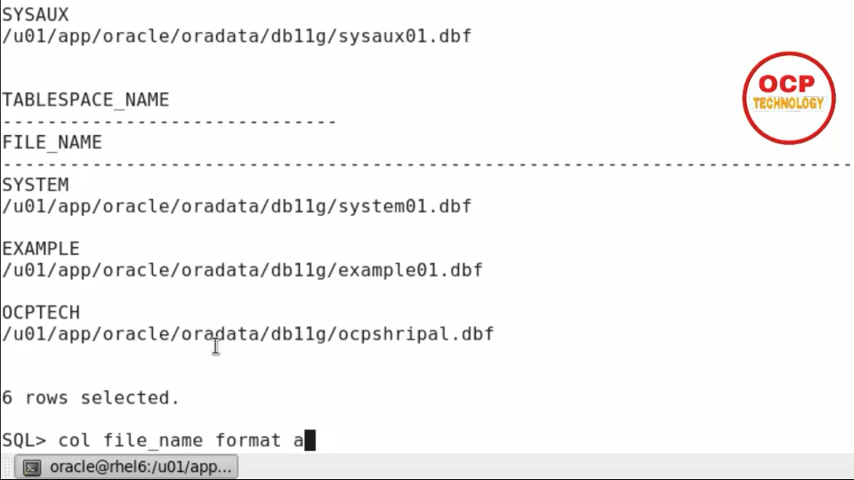 SYSAUX
/u01/app/oracle/oradata/db11g/sysaux01.dbf
TABLESPACE_NAME
------------------------------
FILE_NAME
--------------------------------------------------------------------------------
SYSTEM
/u01/app/oracle/oradata/db11g/system01.dbf
EXAMPLE
/u01/app/oracle/oradata/db11g/example01.dbf
OCPTECH
/u01/app/oracle/oradata/db11g/ocpshripal.dbf
6 rows selected.
SQL> col file_name format a
oracle@rhel6:/u01/app...
OCP
TECHNOLOGY